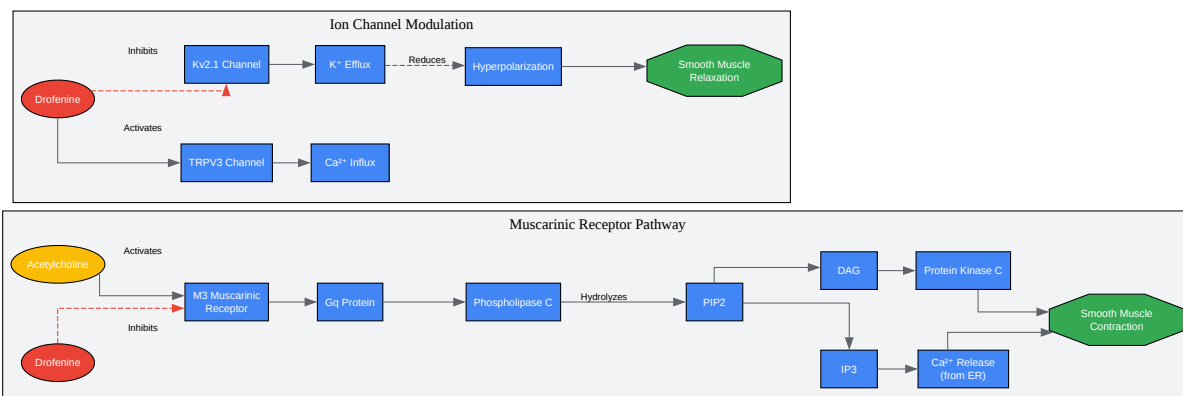 Ion Channel Modulation
Inhibits
Kv2.1 Channel
K⁺ Efflux
Reduces
Hyperpolarization
Smooth Muscle
Relaxation
Drofenine
Activates
TRPV3 Channel
Ca²⁺ Influx
Muscarinic Receptor Pathway
Acetylcholine
Activates
M3 Muscarinic
Receptor
Gq Protein
Phospholipase C
Hydrolyzes
PIP2
DAG
Protein Kinase C
Smooth Muscle
Contraction
Inhibits
Drofenine
IP3
Ca²⁺ Release
(from ER)